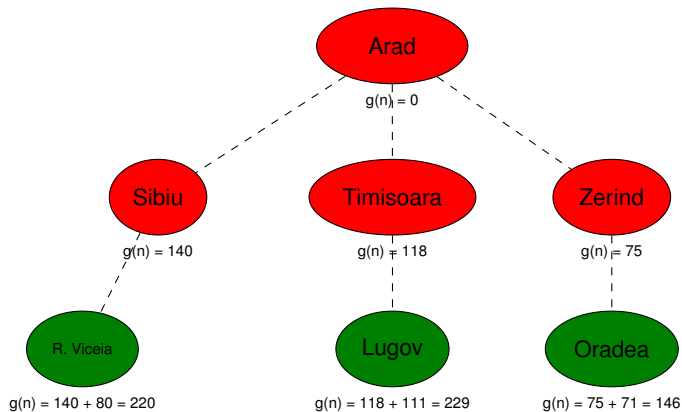 Arad
g(n) = 0
Sibiu
Timisoara
Zerind
g(n) = 140
g(n) = 118
g(n) = 75
R. Viceia
Lugov
Oradea
g(n) = 140 + 80 = 220
g(n) = 118 + 111 = 229
g(n) = 75 + 71 = 146